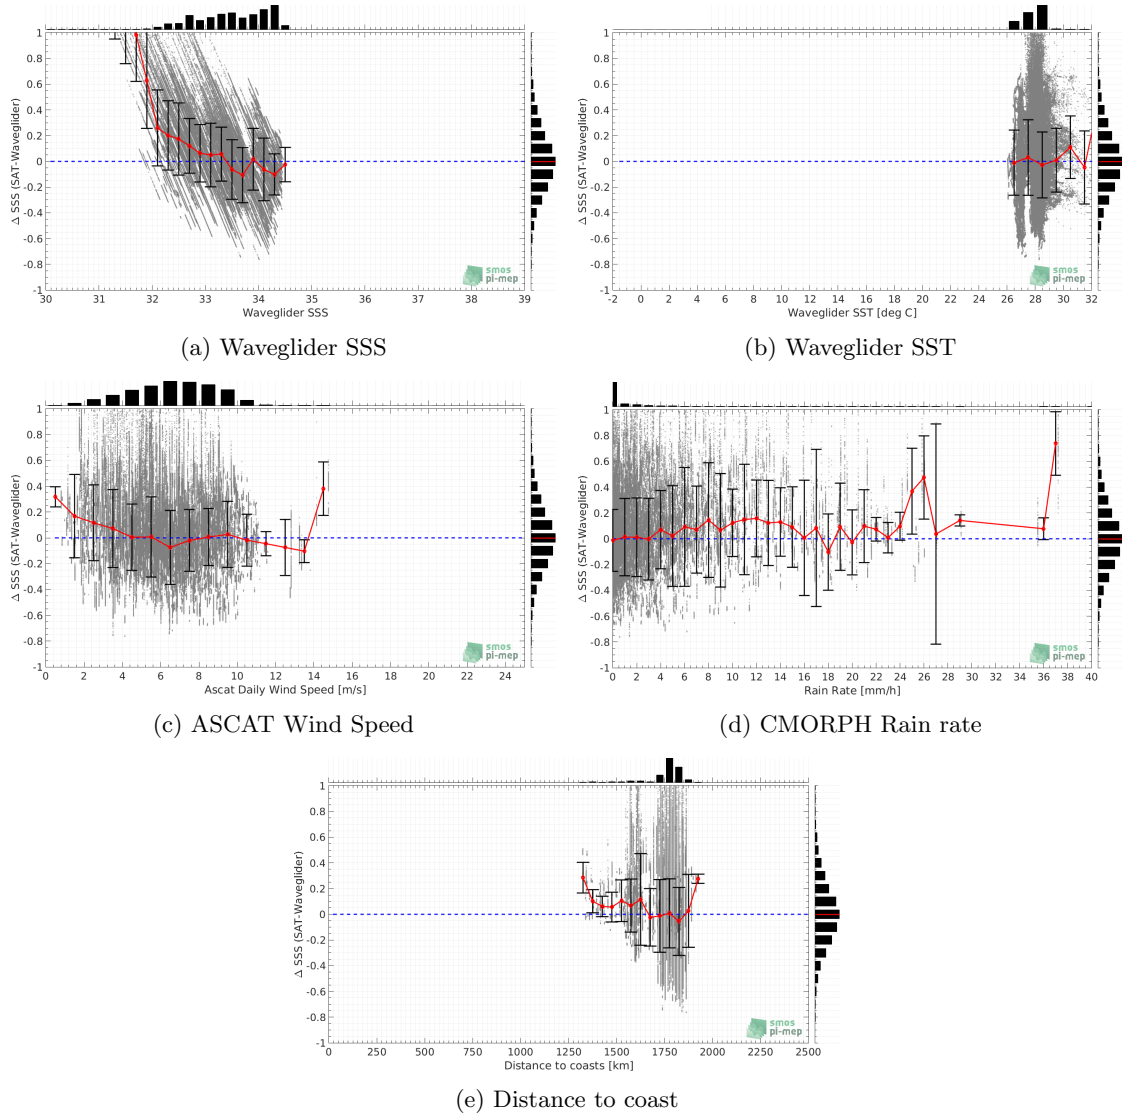 1
0.8
0.6
0.4
0.2
0
-0.2
-0.4
-0.6
-0.8
-1
Δ SSS (SAT-Waveglider)
30 31 32 33 34 35 36 37 38 39
Waveglider SSS
smos
pi-mep
(a) Waveglider SSS
1
0.8
0.6
0.4
0.2
0
-0.2
-0.4
-0.6
-0.8
-1
Δ SSS (SAT-Waveglider)
-2 0 2 4 6 8 10 12 14 16 18 20 22 24 26 28 30 32
Waveglider SST [deg C]
smos
pi-mep
(b) Waveglider SST
1
0.8
0.6
0.4
0.2
0
-0.2
-0.4
-0.6
-0.8
-1
Δ SSS (SAT-Waveglider)
0 2 4 6 8 10 12 14 16 18 20 22 24
Ascat Daily Wind Speed [m/s]
smos
pi-mep
(c) ASCAT Wind Speed
1
0.8
0.6
0.4
0.2
0
-0.2
-0.4
-0.6
-0.8
-1
Δ SSS (SAT-Waveglider)
0 2 4 6 8 10 12 14 16 18 20 22 24 26 28 30 32 34 36 38 40
Rain Rate [mm/h]
smos
pi-mep
(d) CMORPH Rain rate
1
0.8
0.6
0.4
0.2
0
-0.2
-0.4
-0.6
-0.8
-1
Δ SSS (SAT-Waveglider)
0 250 500 750 1000 1250 1500 1750 2000 2250 2500
Distance to coasts [km]
smos
pi-mep
(e) Distance to coast